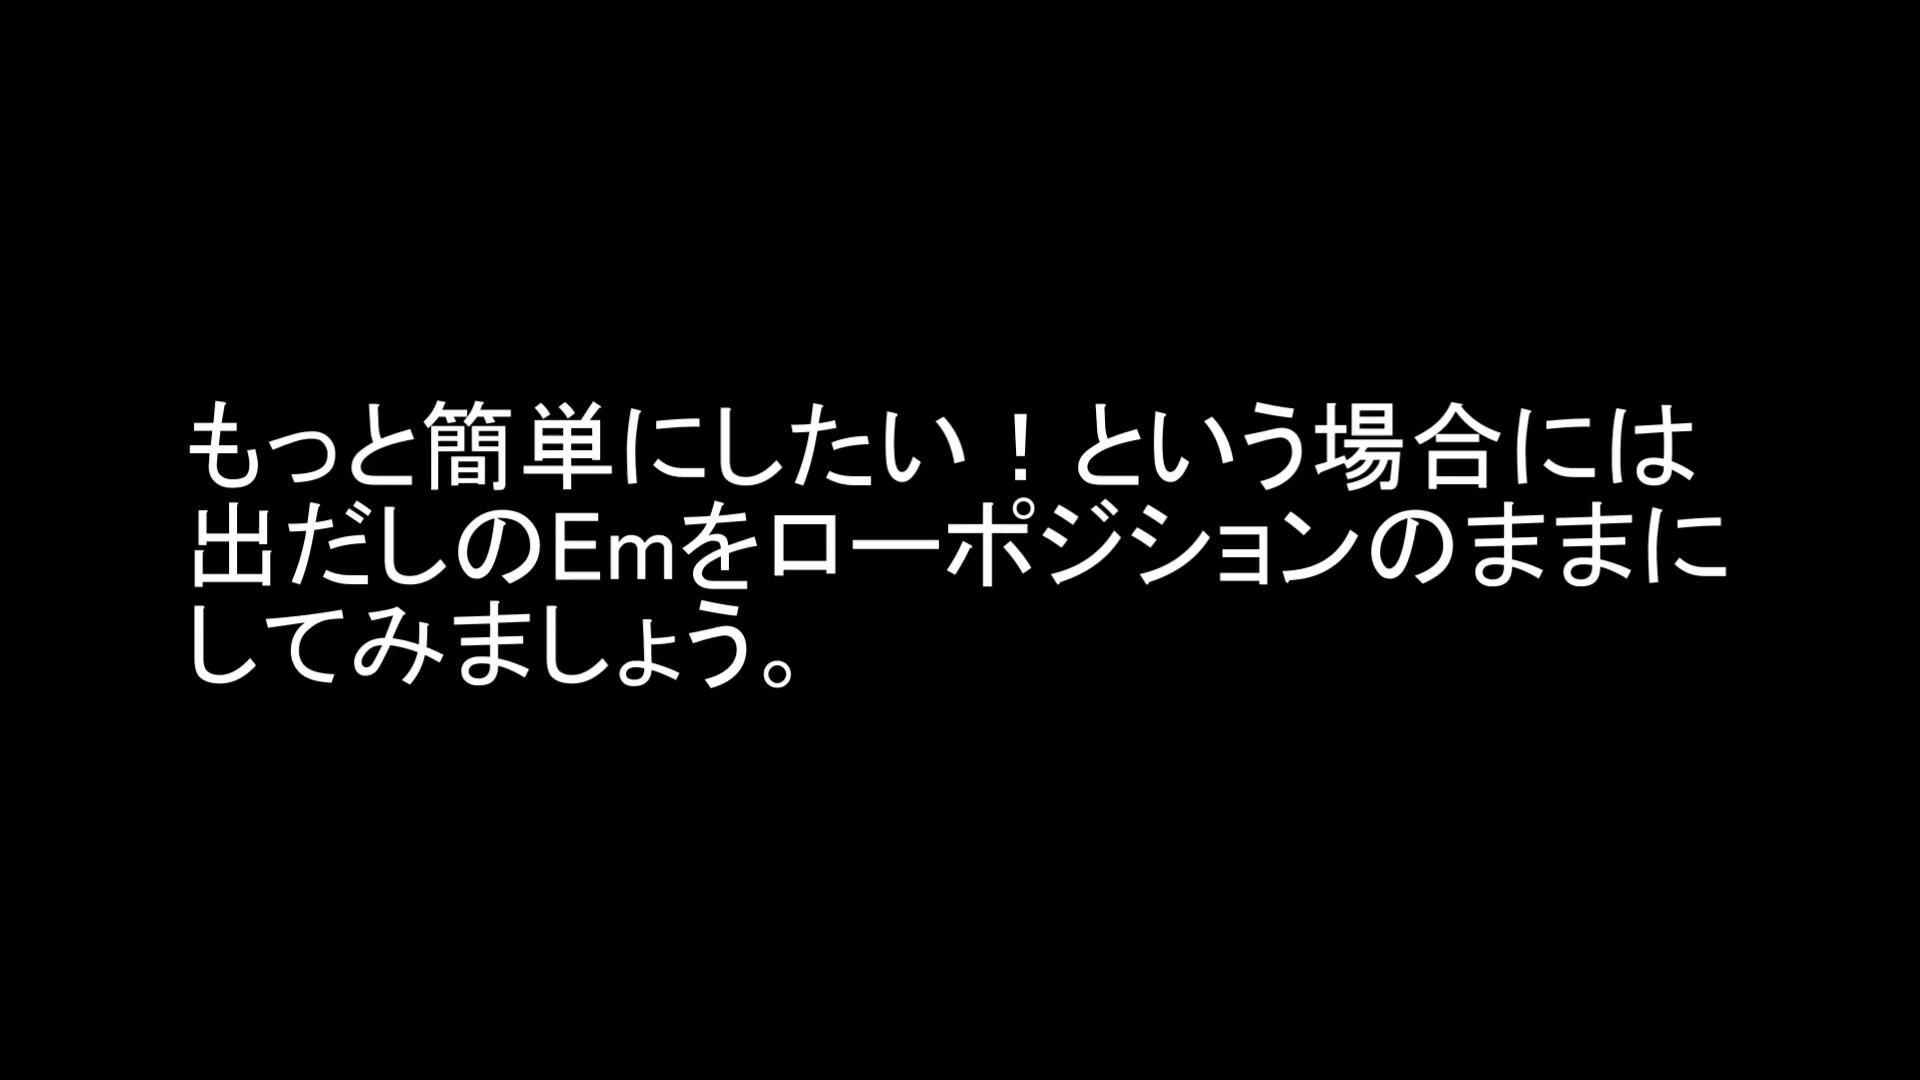 もっと簡単にしたい！という場合には
出だしのEmをローポジションのままに
してみましょう。